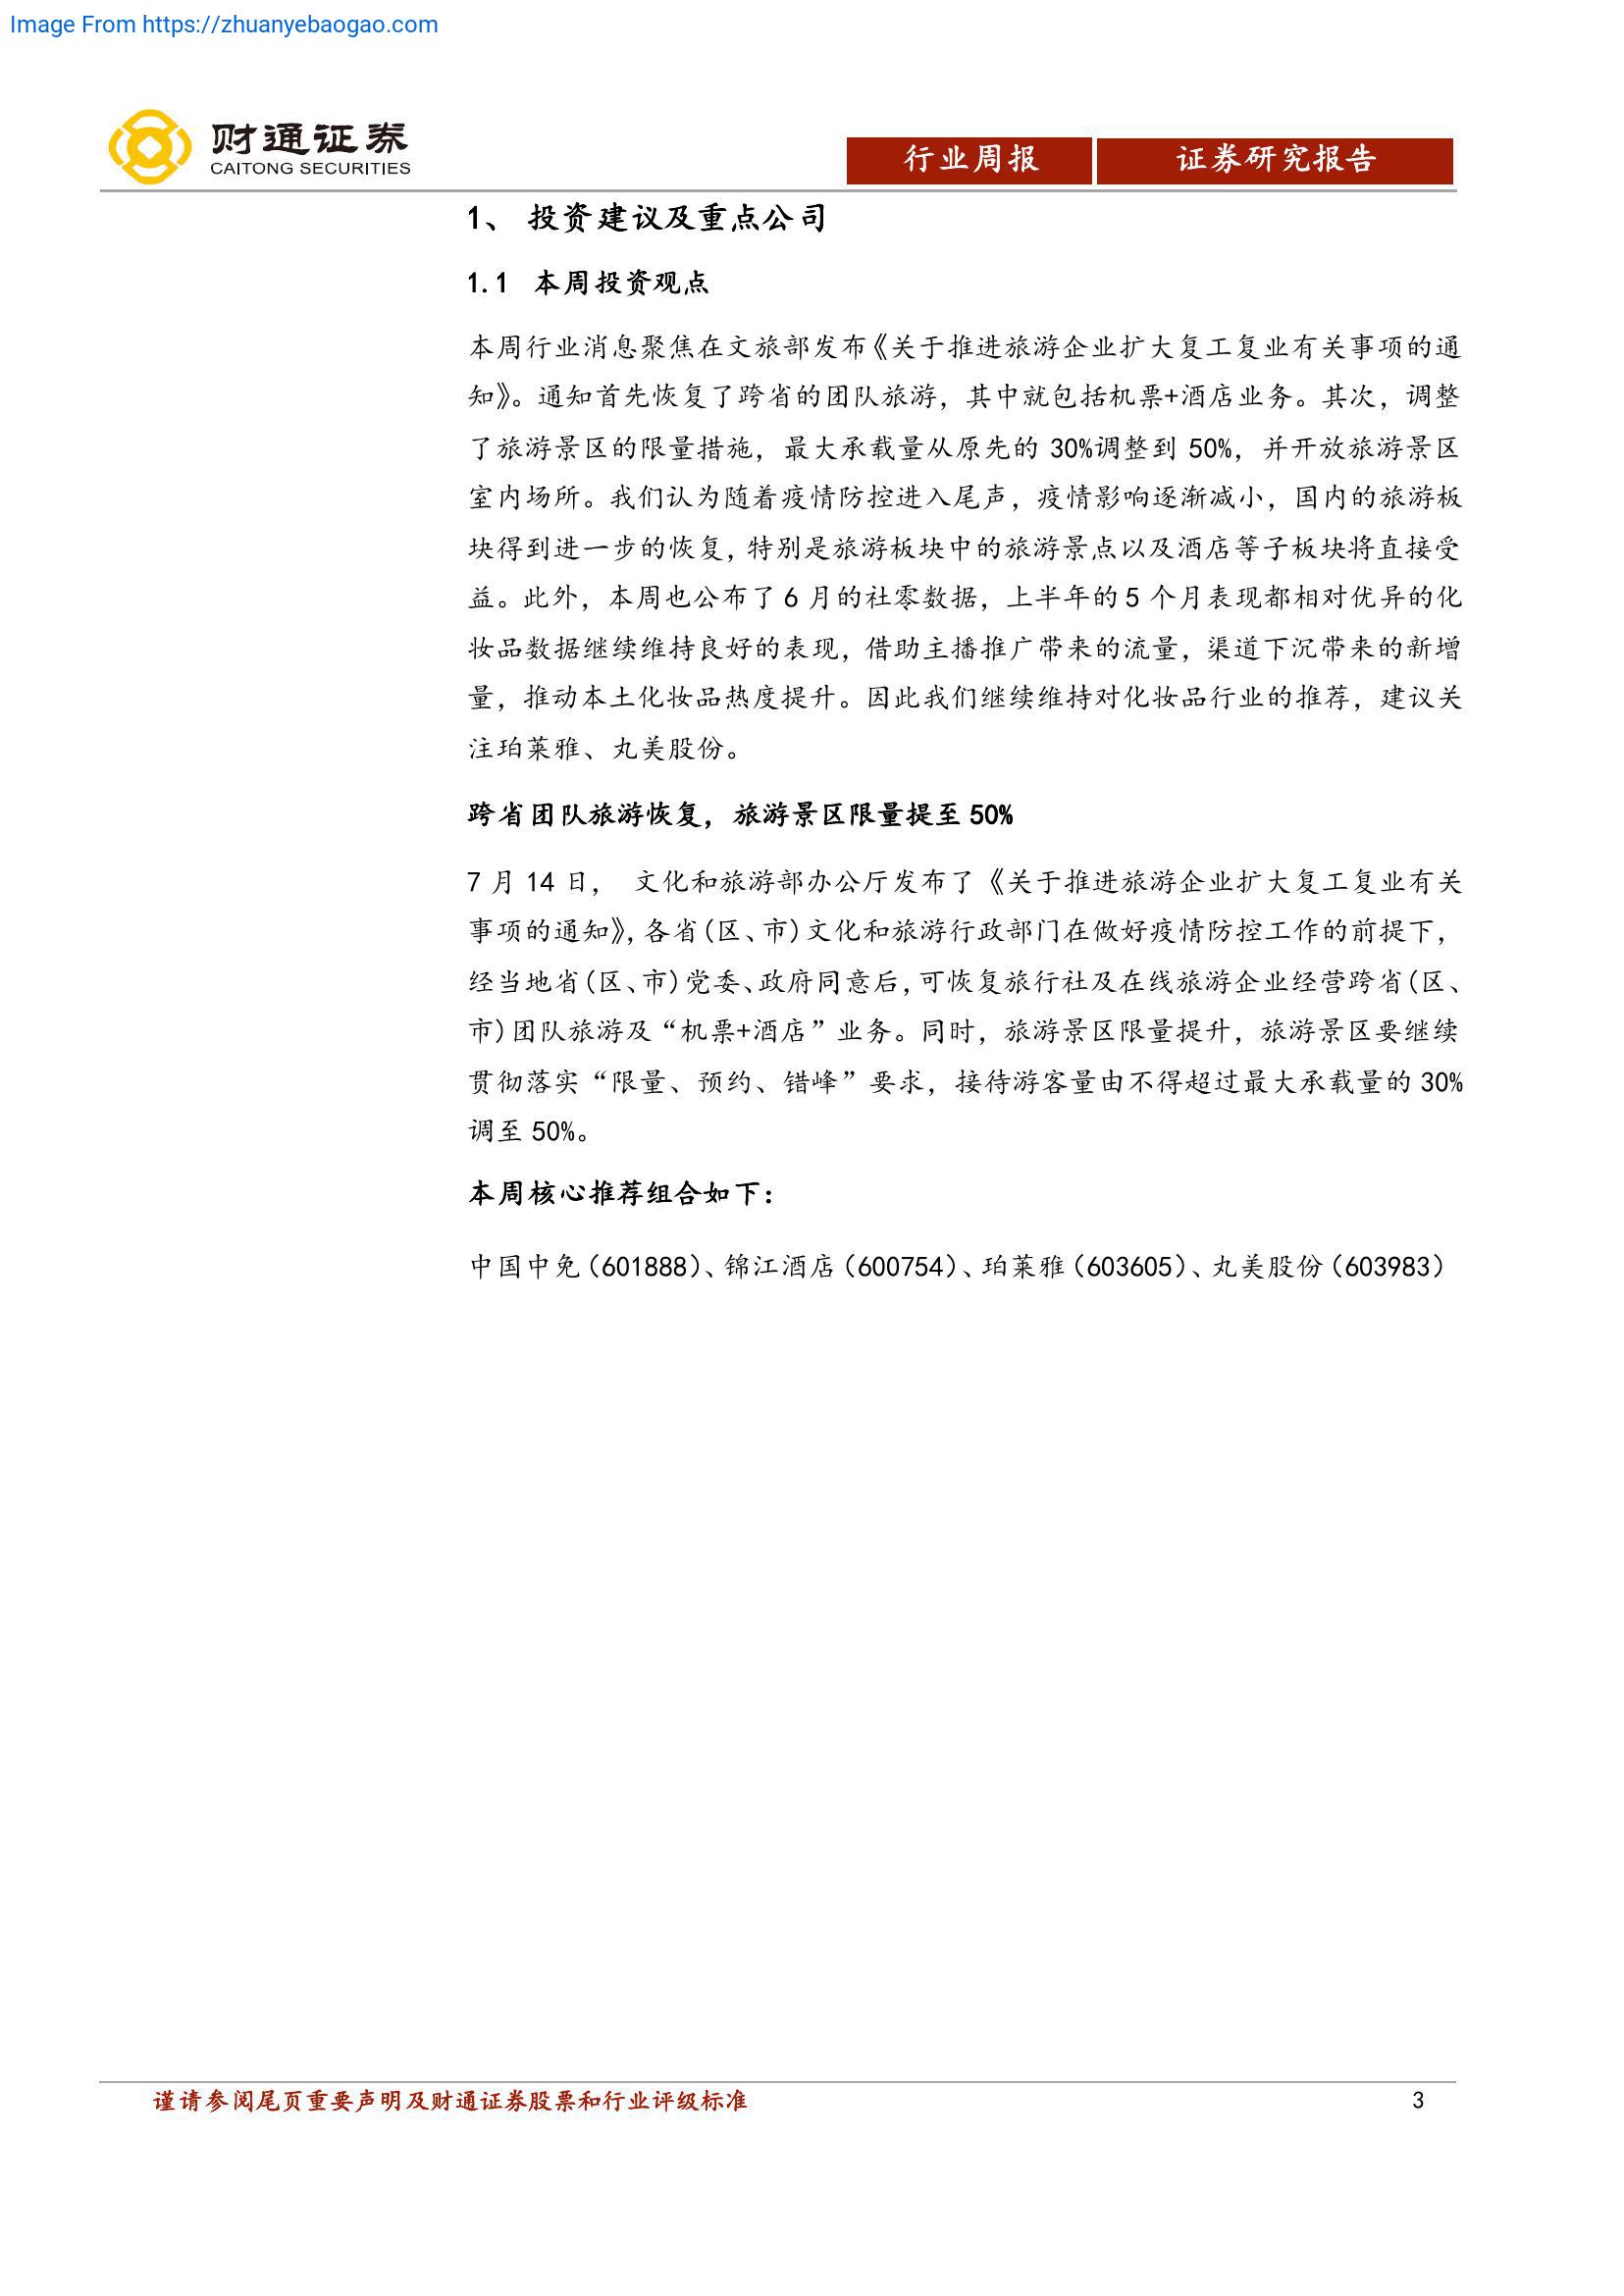 Image From https://zhuanyebaogao.com
财通证券
CAITONG SECURITIES
行业周报
证券研究报告
1、 投资建议及重点公司
1.1 本周投资观点
本周行业消息聚焦在文旅部发布《关于推进旅游企业扩大复工复业有关事项的通
知》。通知首先恢复了跨省的团队旅游，其中就包括机票+酒店业务。其次，调整
了旅游景区的限量措施，最大承载量从原先的 30%调整到 50%，并开放旅游景区
室内场所。我们认为随着疫情防控进入尾声，疫情影响逐渐减小，国内的旅游板
块得到进一步的恢复，特别是旅游板块中的旅游景点以及酒店等子板块将直接受
益。此外，本周也公布了 6 月的社零数据，上半年的 5 个月表现都相对优异的化
妆品数据继续维持良好的表现，借助主播推广带来的流量，渠道下沉带来的新增
量，推动本土化妆品热度提升。因此我们继续维持对化妆品行业的推荐，建议关
注珀莱雅、丸美股份。
跨省团队旅游恢复，旅游景区限量提至 50%
7 月 14 日， 文化和旅游部办公厅发布了《关于推进旅游企业扩大复工复业有关
事项的通知》，各省(区、市)文化和旅游行政部门在做好疫情防控工作的前提下，
经当地省(区、市)党委、政府同意后，可恢复旅行社及在线旅游企业经营跨省(区、
市)团队旅游及“机票+酒店”业务。同时，旅游景区限量提升，旅游景区要继续
贯彻落实“限量、预约、错峰”要求，接待游客量由不得超过最大承载量的 30%
调至 50%。
本周核心推荐组合如下：
中国中免（601888）、锦江酒店（600754）、珀莱雅（603605）、丸美股份（603983）
谨请参阅尾页重要声明及财通证券股票和行业评级标准
3